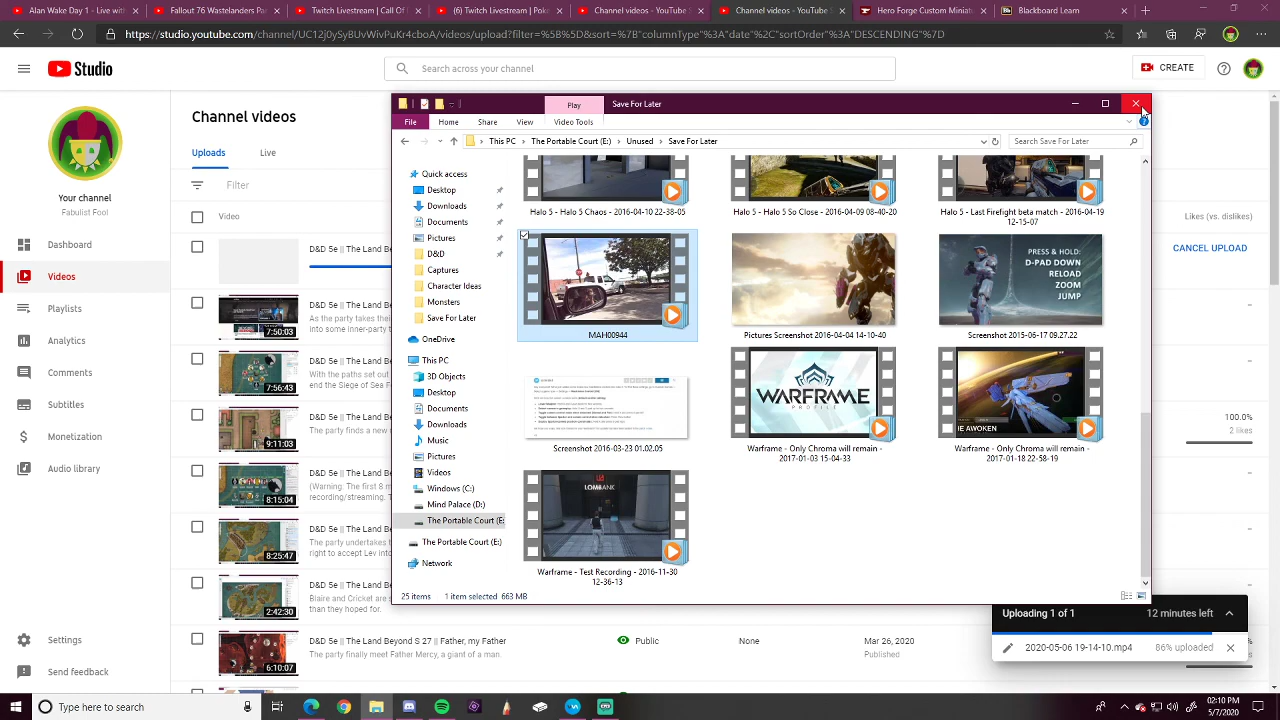 Alan Wake Day 1 - Live with
Fallout 76 Wastelanders Pa
Twitch Livestream | Call Of D
(6) Twitch Livestream | Poke
Channel videos - YouTube S
Channel videos - YouTube
Hero Forge Custom Miniatu
Blackmoor Lost
https://studio.youtube.com/channel/UC12j0ySyBUvWivPuKr4dcoA/videos/upload?filter=%5B%5D&sort=%7B"columnType"%3A"date"%2C"sortOrder"%3A"DESCENDING"%7D
Studio
Search across your channel
CREATE
Your channel
Fabulist Fool
Dashboard
Videos
Playlists
Analytics
Comments
Subtitles
Monetization
Audio library
Settings
Send feedback
Channel videos
Uploads
Live
Filter
Video
Likes (vs. dislikes)
D&D 5e || The Land Be
CANCEL UPLOAD
D&D 5e || The Land Be
As the party takes thei
into some inner-party t
7:50:03
D&D 5e || The Land Be
With the paths set out
end the Siege of Sea F
7:56:43
D&D 5e || The Land Be
The party finds a new
9:11:03
100.0%
2 likes
D&D 5e || The Land Be
(Warning: The first 8 m
recording/streaming. T
8:15:04
D&D 5e || The Land Be
The party undertakes t
right to accept Lev into
8:25:47
D&D 5e || The Land Be
Blaire and Cricket are s
than they hoped for.
2:42:30
D&D 5e || The Land Beyond S 27 || Father, my Father
The party finally meet Father Mercy, a giant of a man.
6:10:07
Public
None
Mar 26, 2020
Published
Play
Save For Later
File
Home
Share
View
Video Tools
This PC
The Portable Court (E:)
Unused
Save For Later
Search Save For Later
Quick access
Desktop
Downloads
Documents
Pictures
D&D
Captures
Character Ideas
Monsters
Save For Later
OneDrive
This PC
3D Objects
Desktop
Documents
Downloads
Music
Pictures
Videos
Windows (C:)
Mind Palace (D:)
The Portable Court (E:
The Portable Court (E:)
Network
Halo 5 - Halo 5 Chaos - 2016-04-10 22-38-05
Halo 5 - Halo 5 So Close - 2016-04-09 08-40-20
Halo 5 - Last Firefight beta match - 2016-04-19
12-15-07
MAH00944
Pictures Screenshot 2016-04-04 14-10-40
PRESS & HOLD:
D-PAD DOWN
RELOAD
ZOOM
JUMP
Screenshot 2015-06-17 09.27.22
Screenshot 2016-03-23 01.02.05
WARFRAME
Warframe - Only Chroma will remain -
2017-01-03 15-04-33
IE AWOKEN
Warframe - Only Chroma will remain -
2017-01-18 22-58-19
LOMBANK
Warframe - Test Recording - 2016-11-30
12-36-13
25 items
1 item selected 663 MB
Uploading 1 of 1
12 minutes left
2020-05-06 19-14-10.mp4
86% uploaded
Type here to search
02:10 PM
5/7/2020